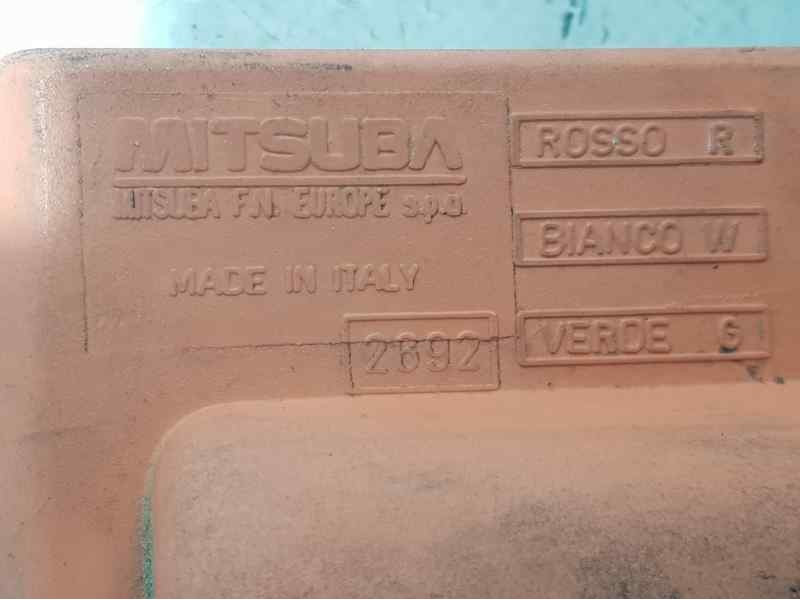 MITSUBA
MITSUBA F.N. EUROPE s.p.a.
MADE IN ITALY
2692
ROSSO R
BIANCO W
VERDE G